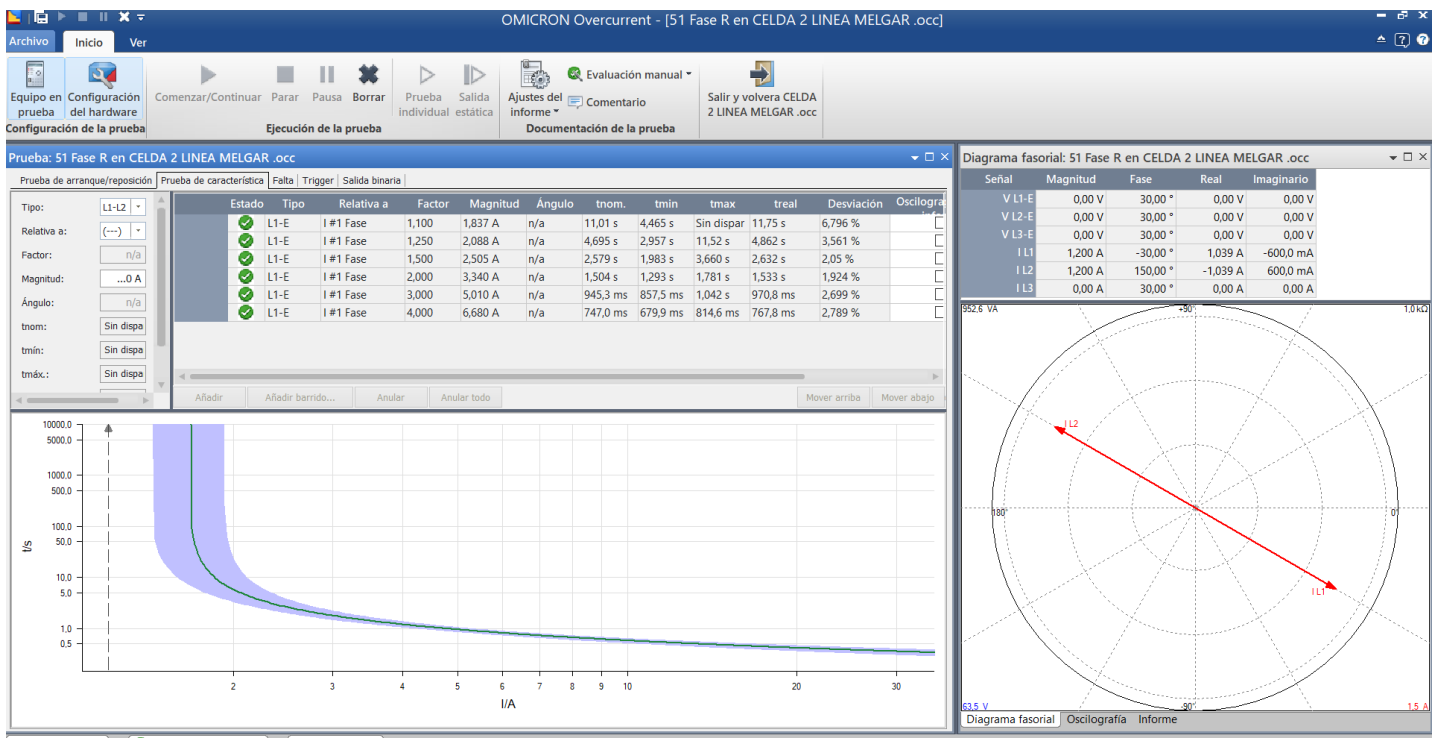 OMICRON Overcurrent - [51 Fase R en CELDA 2 LINEA MELGAR .occ]
Archivo Inicio Ver
Equipo en prueba Configuración del hardware Comenzar/Continuar Parar Pausa Borrar Prueba individual Salida estática Ajustes del informe Evaluación manual Comentario Salir y volvera CELDA 2 LINEA MELGAR .occ
Configuración de la prueba Ejecución de la prueba Documentación de la prueba
Prueba: 51 Fase R en CELDA 2 LINEA MELGAR .occ
Prueba de arranque/reposición Prueba de característica Falta Trigger Salida binaria
Tipo: L1-L2
Relativa a: (---)
Factor: n/a
Magnitud: ...0 A
Ángulo: n/a
tnom: Sin dispa
tmín: Sin dispa
tmáx.: Sin dispa
Estado Tipo Relativa a Factor Magnitud Ángulo tnom. tmin tmax treal Desviación Oscilogra
L1-E I #1 Fase 1,100 1,837 A n/a 11,01 s 4,465 s Sin dispar 11,75 s 6,796 %
L1-E I #1 Fase 1,250 2,088 A n/a 4,695 s 2,957 s 11,52 s 4,862 s 3,561 %
L1-E I #1 Fase 1,500 2,505 A n/a 2,579 s 1,983 s 3,660 s 2,632 s 2,05 %
L1-E I #1 Fase 2,000 3,340 A n/a 1,504 s 1,293 s 1,781 s 1,533 s 1,924 %
L1-E I #1 Fase 3,000 5,010 A n/a 945,3 ms 857,5 ms 1,042 s 970,8 ms 2,699 %
L1-E I #1 Fase 4,000 6,680 A n/a 747,0 ms 679,9 ms 814,6 ms 767,8 ms 2,789 %
Añadir Añadir barrido... Anular Anular todo Mover arriba Mover abajo
10000.0
5000.0
1000.0
500.0
100.0
50.0
10.0
5.0
1.0
0.5
t/s
2 3 4 5 6 7 8 9 10 20 30
I/A
Diagrama fasorial: 51 Fase R en CELDA 2 LINEA MELGAR .occ
Señal Magnitud Fase Real Imaginario
V L1-E 0,00 V 30,00 ° 0,00 V 0,00 V
V L2-E 0,00 V 30,00 ° 0,00 V 0,00 V
V L3-E 0,00 V 30,00 ° 0,00 V 0,00 V
I L1 1,200 A -30,00 ° 1,039 A -600,0 mA
I L2 1,200 A 150,00 ° -1,039 A 600,0 mA
I L3 0,00 A 30,00 ° 0,00 A 0,00 A
952,6 VA +90° 1,0 kΩ
I L2
180° 0°
I L1
63,5 V -90° 1,5 A
Diagrama fasorial Oscilografía Informe